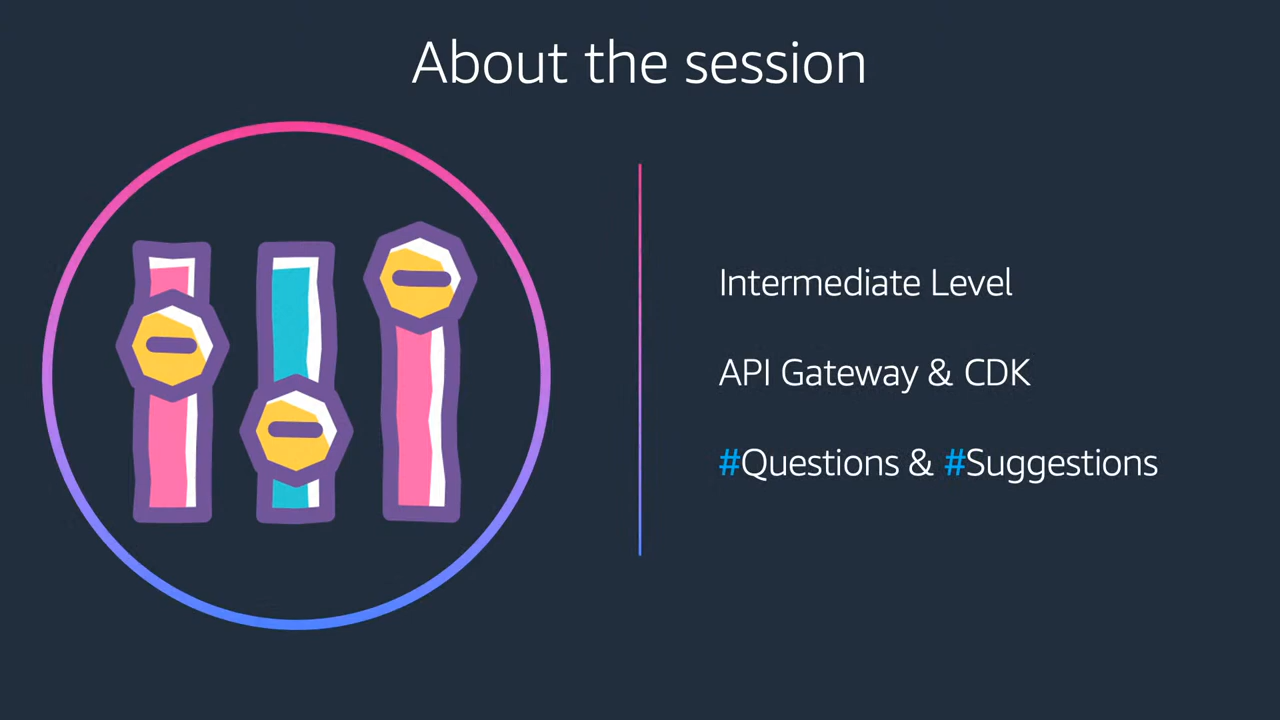 About the session
Intermediate Level
API Gateway & CDK
#Questions & #Suggestions